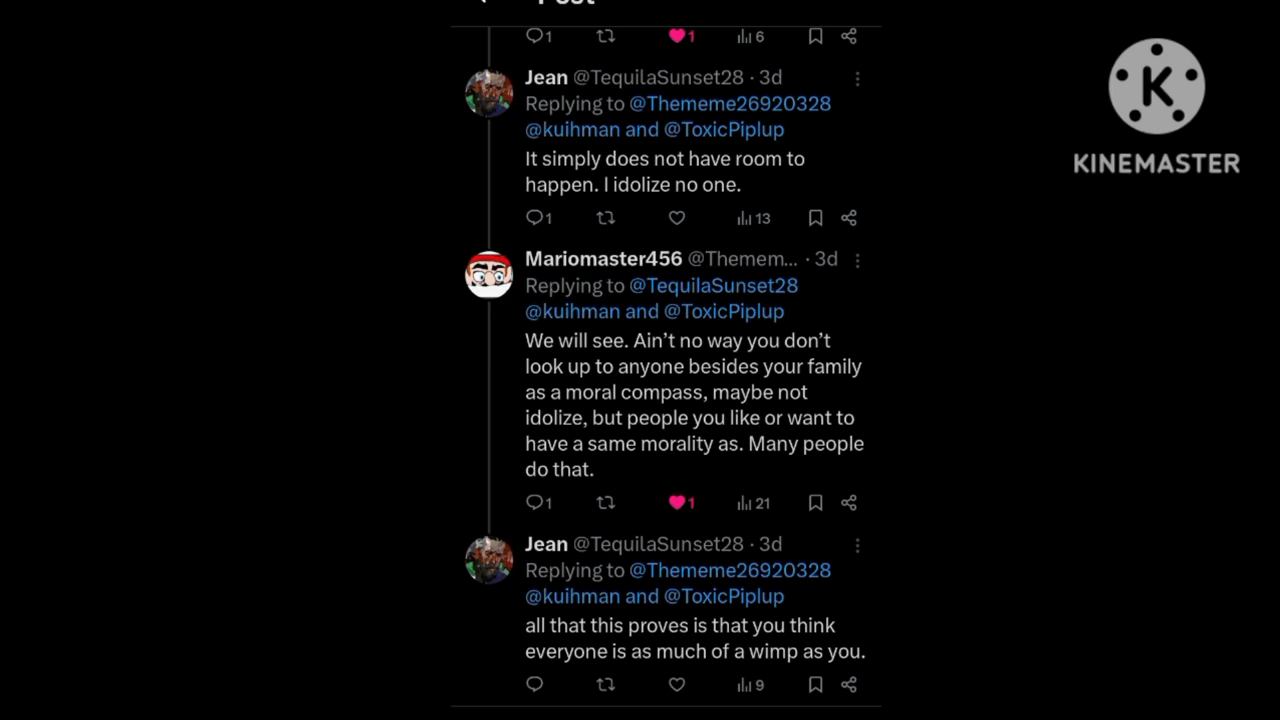 Post
1 1 6
Jean @TequilaSunset28 · 3d
Replying to @Thememe26920328
@kuihman and @ToxicPiplup
It simply does not have room to
happen. I idolize no one.
1 13
Mariomaster456 @Themem... · 3d
Replying to @TequilaSunset28
@kuihman and @ToxicPiplup
We will see. Ain’t no way you don’t
look up to anyone besides your family
as a moral compass, maybe not
idolize, but people you like or want to
have a same morality as. Many people
do that.
1 1 21
Jean @TequilaSunset28 · 3d
Replying to @Thememe26920328
@kuihman and @ToxicPiplup
all that this proves is that you think
everyone is as much of a wimp as you.
9
K
KINEMASTER